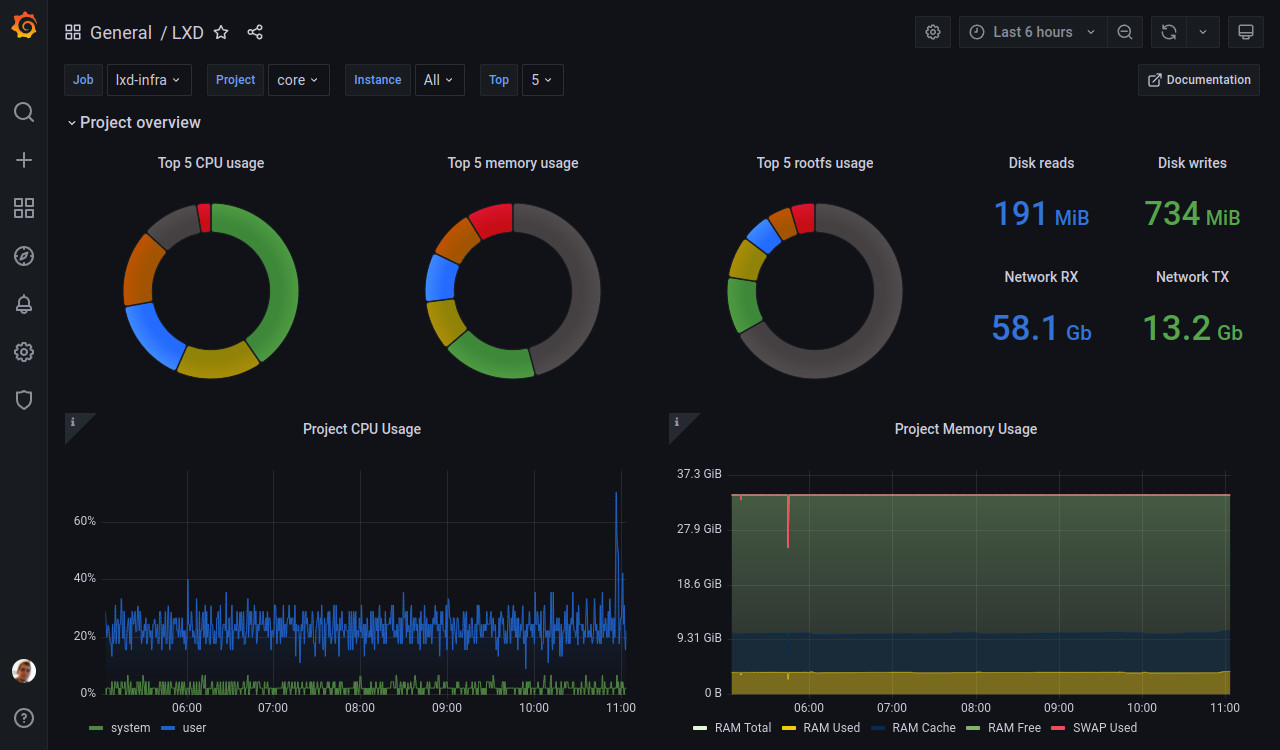 General / LXD
Last 6 hours
Job lxd-infra Project core Instance All Top 5 Documentation
Project overview
Top 5 CPU usage
Top 5 memory usage
Top 5 rootfs usage
Disk reads
191 MiB
Disk writes
734 MiB
Network RX
58.1 Gb
Network TX
13.2 Gb
i
Project CPU Usage
60%
40%
20%
0%
06:00 07:00 08:00 09:00 10:00 11:00
system user
i
Project Memory Usage
37.3 GiB
27.9 GiB
18.6 GiB
9.31 GiB
0 B
06:00 07:00 08:00 09:00 10:00 11:00
RAM Total RAM Used RAM Cache RAM Free SWAP Used